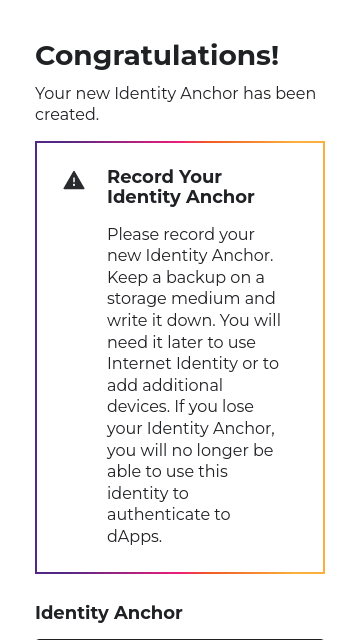 Congratulations!
Your new Identity Anchor has been
created.
Record Your
Identity Anchor
Please record your
new Identity Anchor.
Keep a backup on a
storage medium and
write it down. You will
need it later to use
Internet Identity or to
add additional
devices. If you lose
your Identity Anchor,
you will no longer be
able to use this
identity to
authenticate to
dApps.
Identity Anchor